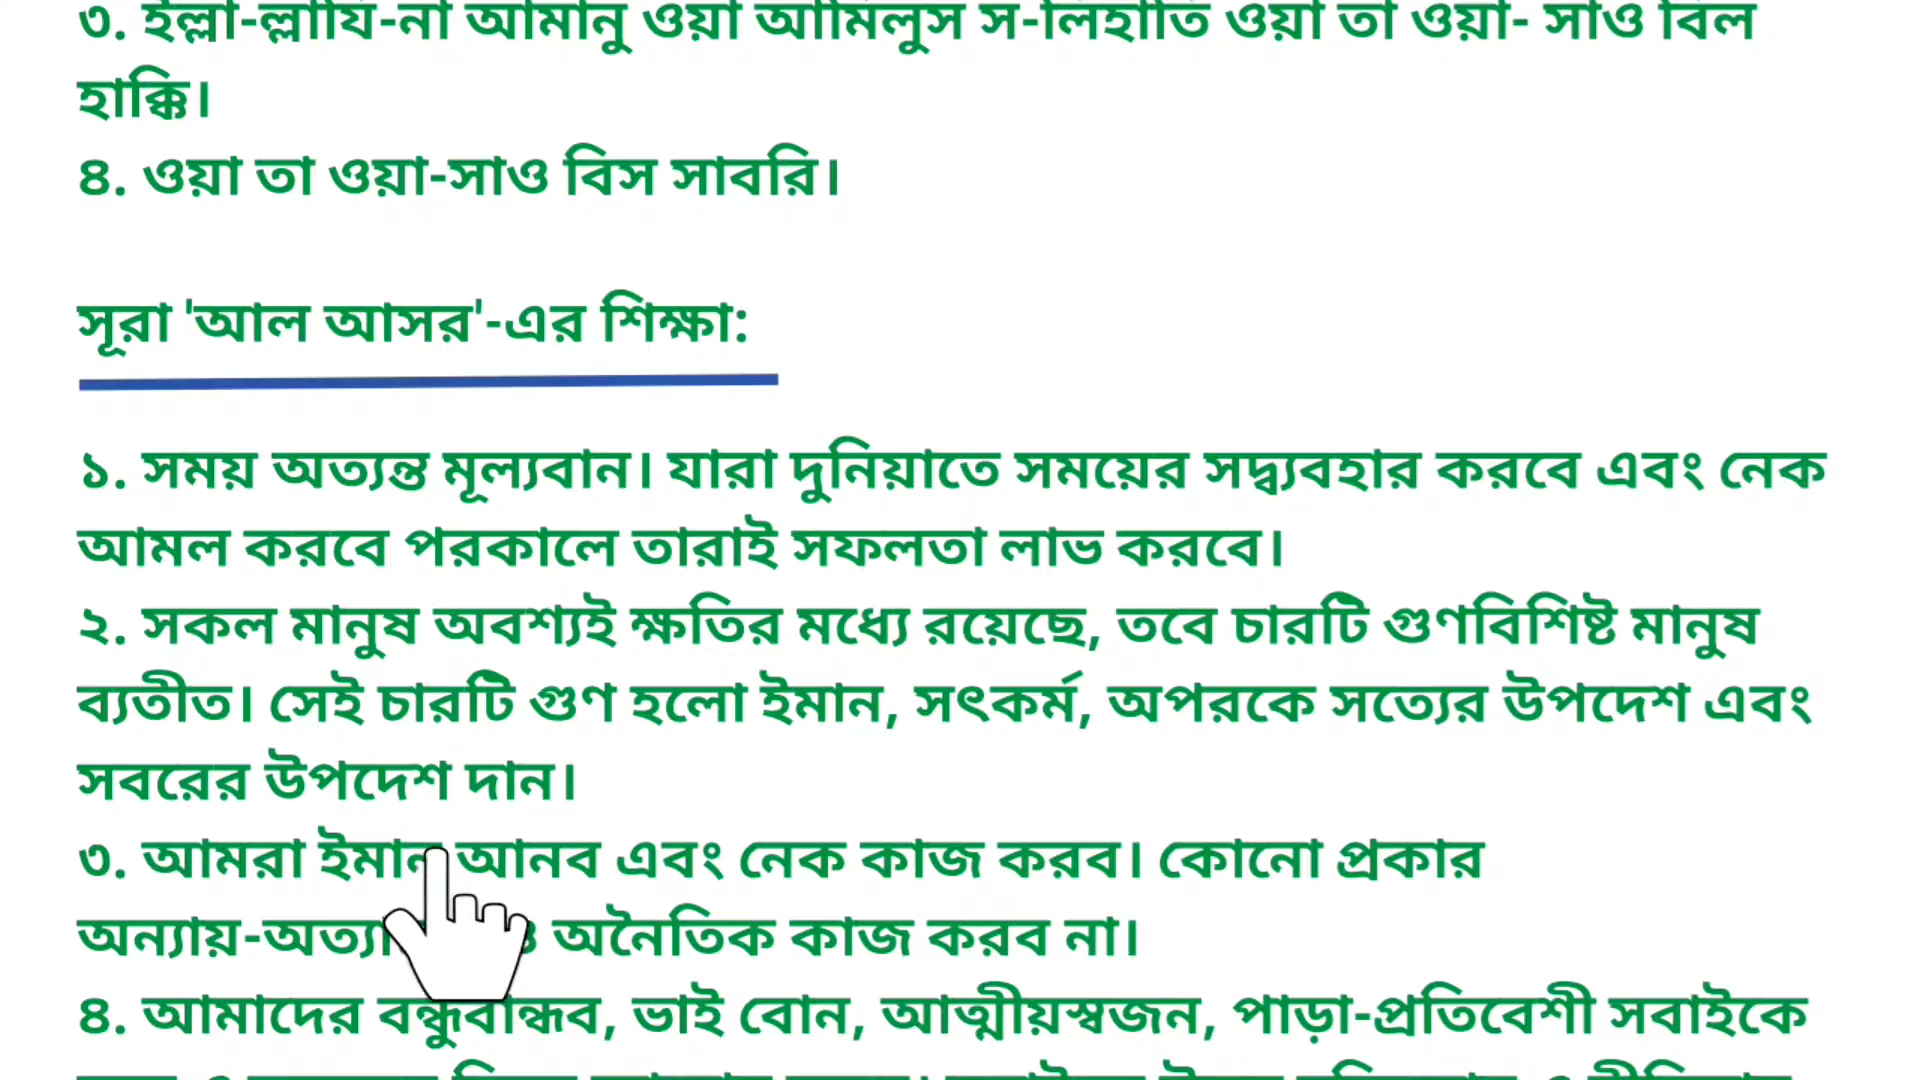 ৩. ইল্লা-ল্লাযি-না আমানু ওয়া আমিলুস স-লিহাতি ওয়া তা ওয়া- সাও বিল
হাক্কি।
৪. ওয়া তা ওয়া-সাও বিস সাবরি।
সূরা 'আল আসর'-এর শিক্ষা:
১. সময় অত্যন্ত মূল্যবান। যারা দুনিয়াতে সময়ের সদ্ব্যবহার করবে এবং নেক
আমল করবে পরকালে তারাই সফলতা লাভ করবে।
২. সকল মানুষ অবশ্যই ক্ষতির মধ্যে রয়েছে, তবে চারটি গুণবিশিষ্ট মানুষ
ব্যতীত। সেই চারটি গুণ হলো ইমান, সৎকর্ম, অপরকে সত্যের উপদেশ এবং
সবরের উপদেশ দান।
৩. আমরা ইমান আনব এবং নেক কাজ করব। কোনো প্রকার
অনৈতিক কাজ করব না।
৪. আমাদের বন্ধুবান্ধব, ভাই বোন, আত্মীয়স্বজন, পাড়া-প্রতিবেশী সবাইকে